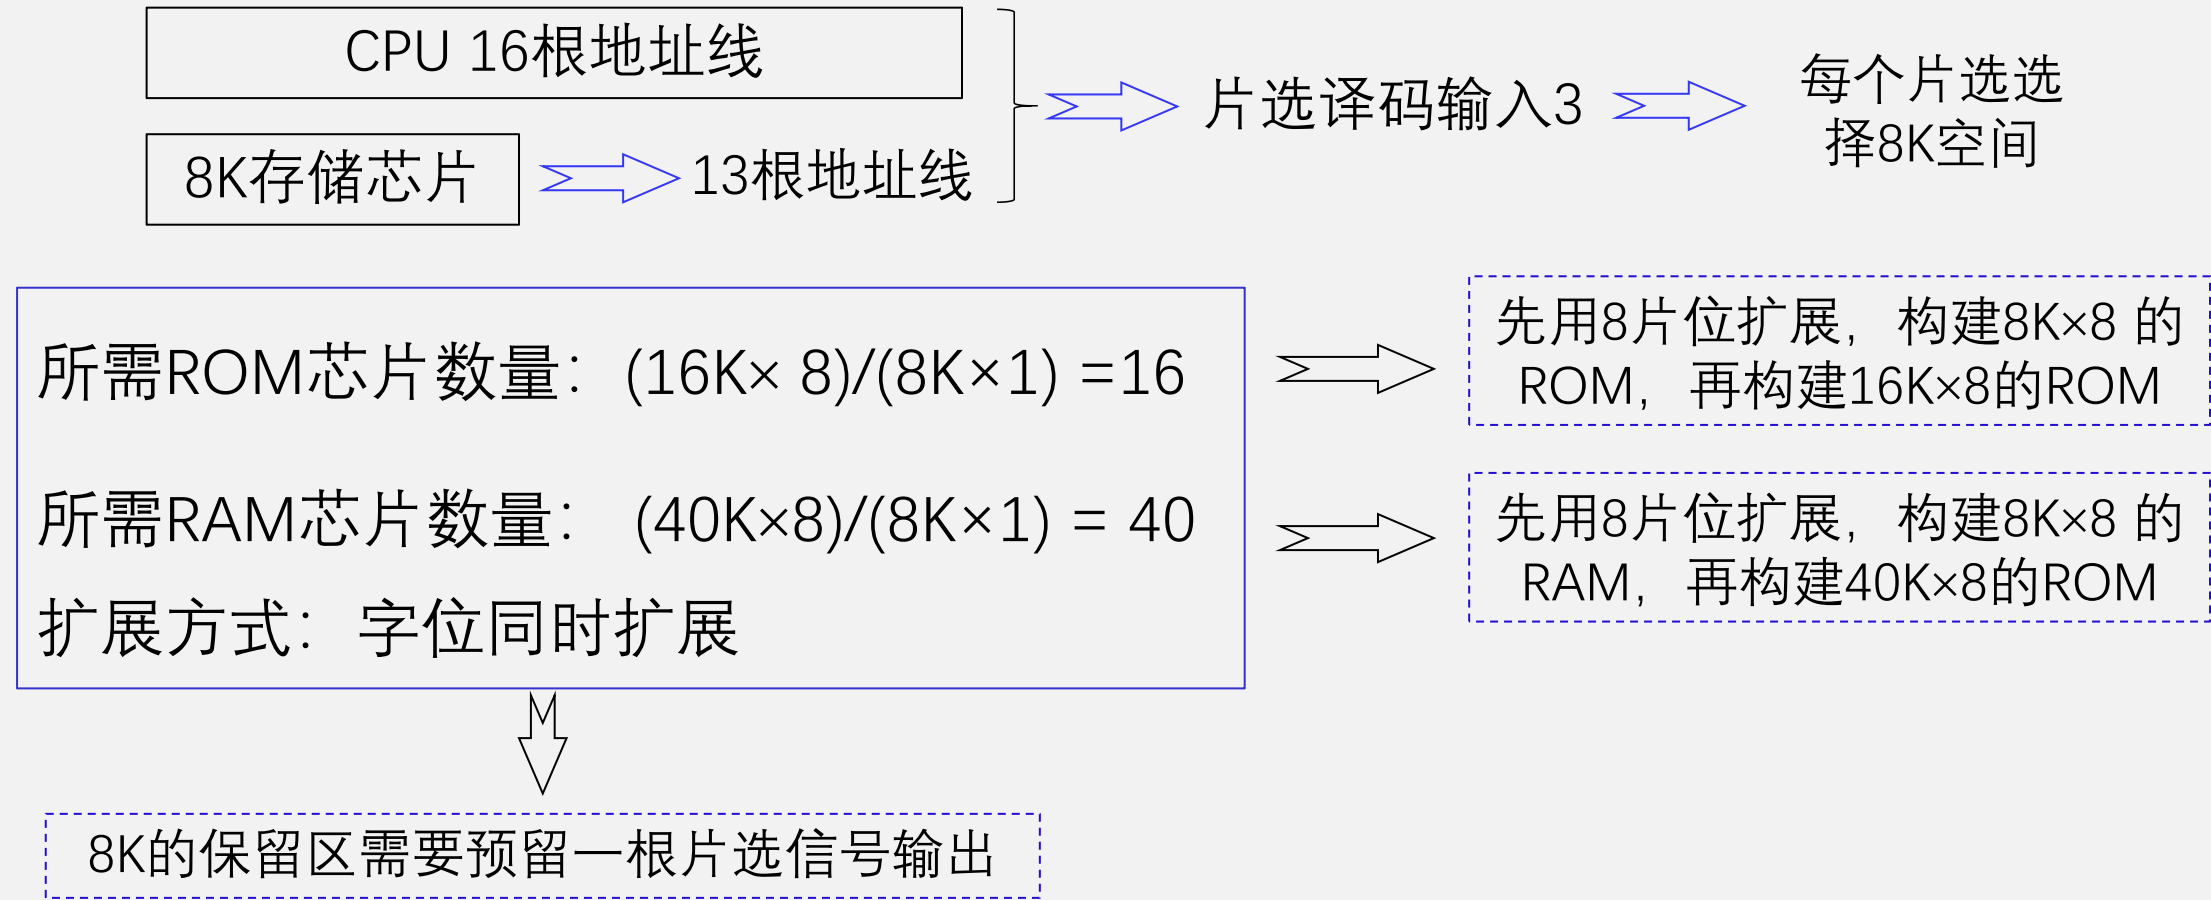 CPU 16根地址线
8K存储芯片
13根地址线
片选译码输入3
每个片选选
择8K空间
所需ROM芯片数量：(16K× 8)/(8K×1) =16
所需RAM芯片数量： (40K×8)/(8K×1) = 40
扩展方式：字位同时扩展
先用8片位扩展，构建8K×8 的
ROM，再构建16K×8的ROM
先用8片位扩展，构建8K×8 的
RAM，再构建40K×8的ROM
8K的保留区需要预留一根片选信号输出